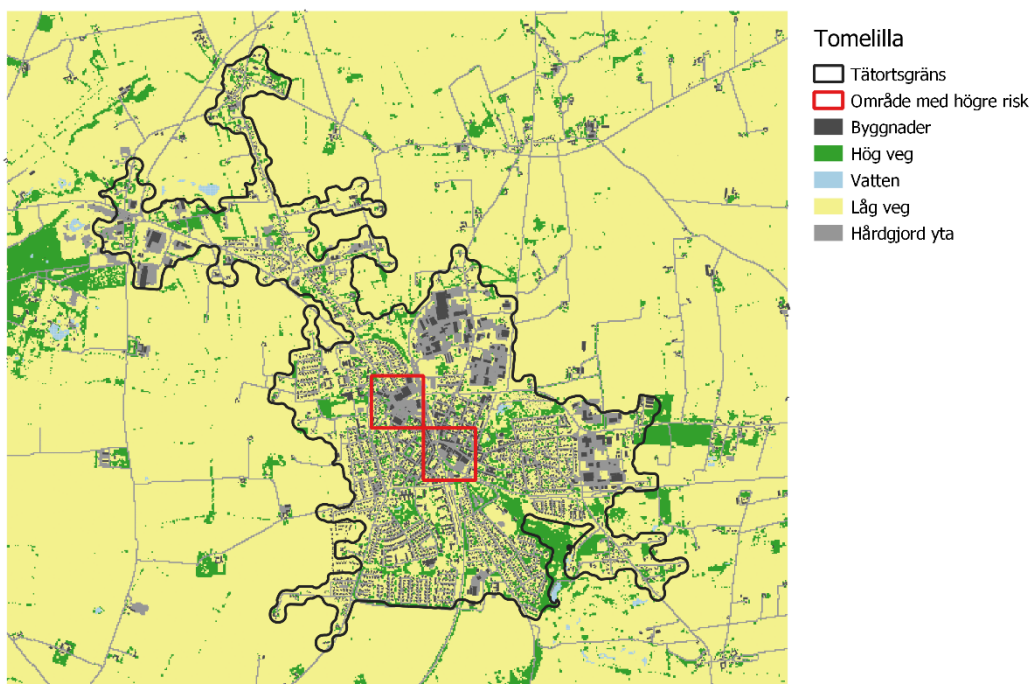 Tomelilla
Tätortsgräns
Område med högre risk
Byggnader
Hög veg
Vatten
Låg veg
Hårdgjord yta